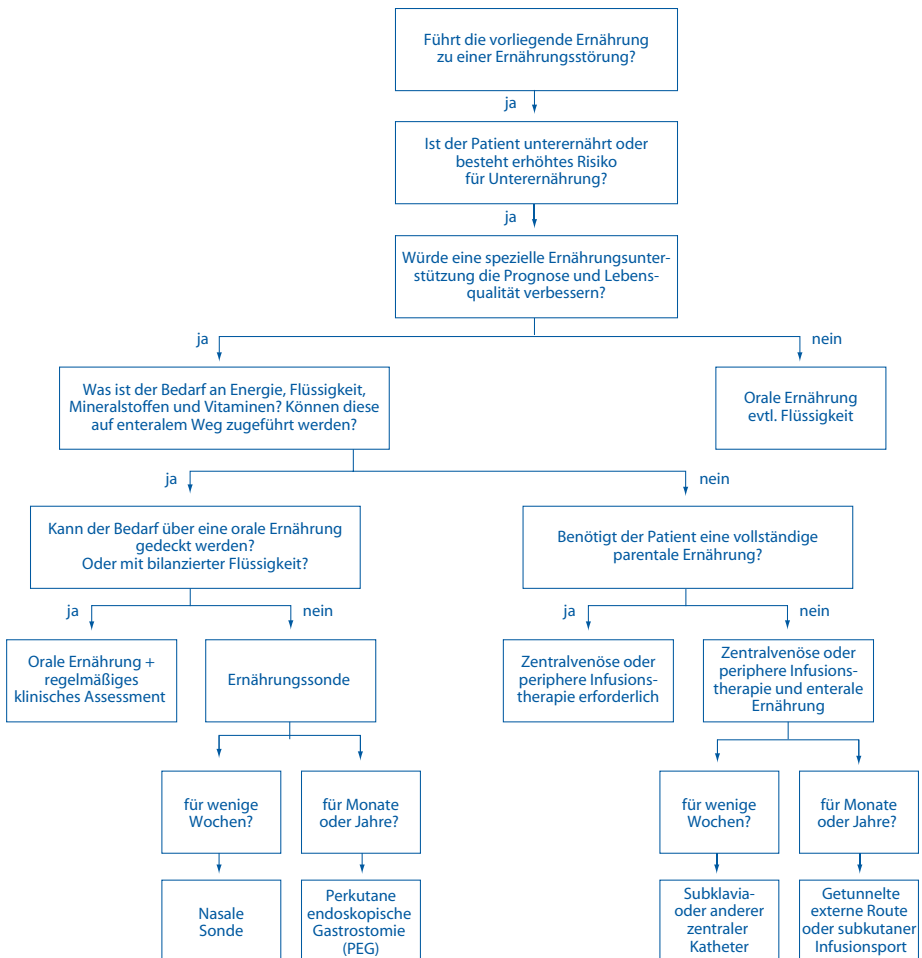 Führt die vorliegende Ernährung
zu einer Ernährungsstörung?
ja
Ist der Patient unterernährt oder
besteht erhöhtes Risiko
für Unterernährung?
ja
Würde eine spezielle Ernährungsunter-
stützung die Prognose und Lebens-
qualität verbessern?
ja
nein
Was ist der Bedarf an Energie, Flüssigkeit,
Mineralstoffen und Vitaminen? Können diese
auf enteralem Weg zugeführt werden?
Orale Ernährung
evtl. Flüssigkeit
ja
nein
Kann der Bedarf über eine orale Ernährung
gedeckt werden?
Oder mit bilanzierter Flüssigkeit?
Benötigt der Patient eine vollständige
parentale Ernährung?
ja
nein
ja
nein
Orale Ernährung +
regelmäßiges
klinisches Assessment
Ernährungssonde
Zentralvenöse oder
periphere Infusions-
therapie erforderlich
Zentralvenöse oder
periphere Infusions-
therapie und enterale
Ernährung
für wenige
Wochen?
für Monate
oder Jahre?
für wenige
Wochen?
für Monate
oder Jahre?
Nasale
Sonde
Perkutane
endoskopische
Gastrostomie
(PEG)
Subklavia-
oder anderer
zentraler
Katheter
Getunnelte
externe Route
oder subkutaner
Infusionsport